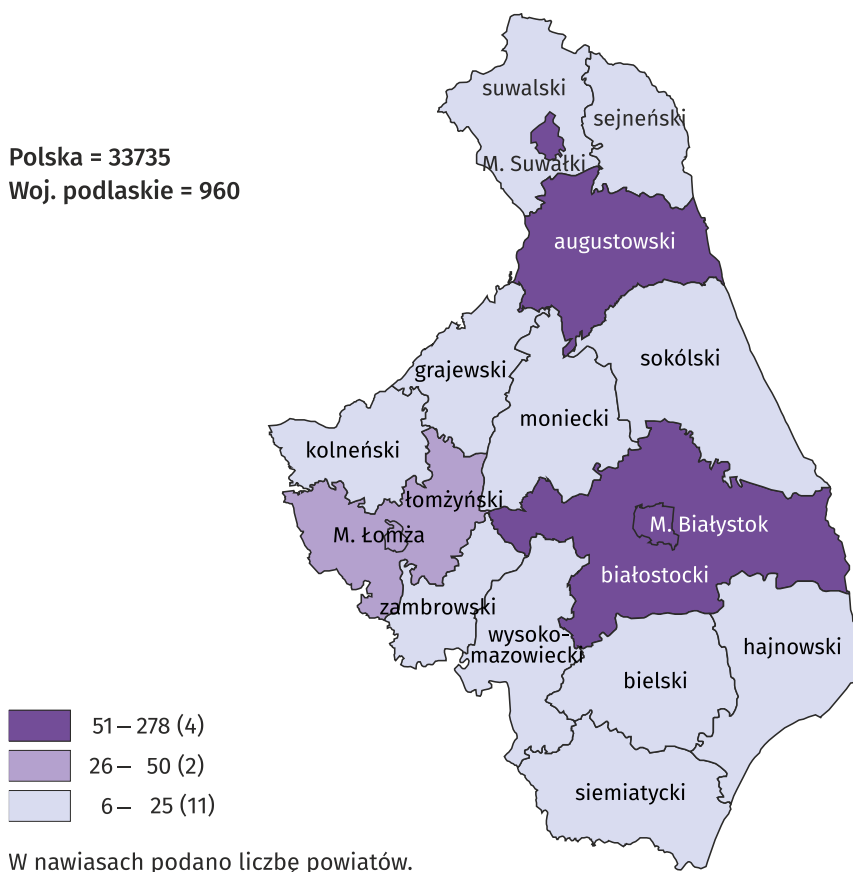 suwalski
sejneński
Polska = 33735
M. Suwałki
Woj. podlaskie = 960
augustowski
sokólski
grajewski
moniecki
kolneński
łomżyński
M. Łomża
M. Białystok
białostocki
zambrowski
wysoko-
mazowiecki
hajnowski
bielski
51 – 278 (4)
26 – 50 (2)
siemiatycki
6 – 25 (11)
W nawiasach podano liczbę powiatów.